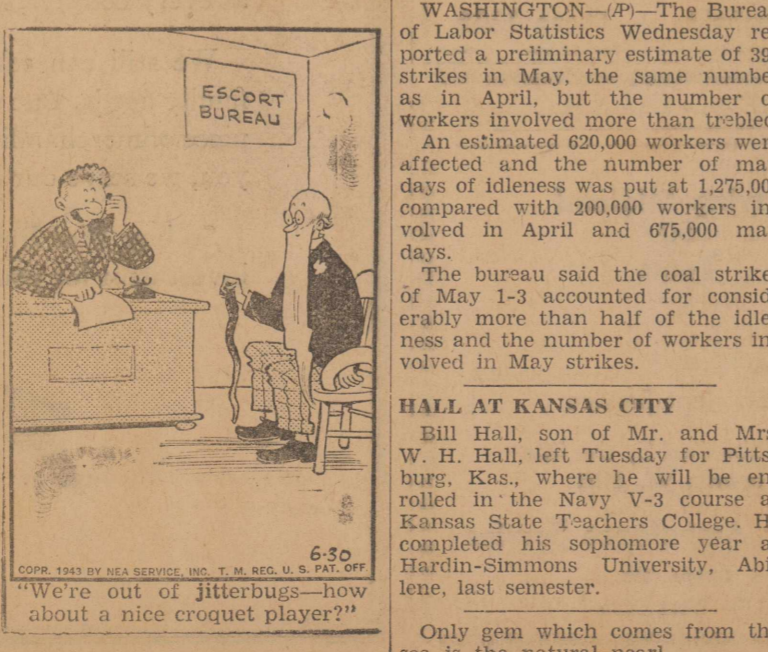 ESCORT
BUREAU
6-30
COPR. 1943 BY NEA SERVICE, INC. T. M. REG. U. S. PAT. OFF.
"We're out of jitterbugs—how
about a nice croquet player?"
WASHINGTON—(AP)—The Burea
of Labor Statistics Wednesday re
ported a preliminary estimate of 39
strikes in May, the same numbe
as in April, but the number o
workers involved more than treble
An estimated 620,000 workers wer
affected and the number of ma
days of idleness was put at 1,275,00
compared with 200,000 workers in
volved in April and 675,000 ma
days.
The bureau said the coal strike
of May 1-3 accounted for consid
erably more than half of the idle
ness and the number of workers in
volved in May strikes.
HALL AT KANSAS CITY
Bill Hall, son of Mr. and Mrs
W. H. Hall, left Tuesday for Pitts
burg, Kas., where he will be en
rolled in the Navy V-3 course a
Kansas State Teachers College. H
completed his sophomore year a
Hardin-Simmons University, Abi
lene, last semester.
Only gem which comes from th
sea is the natural pearl.